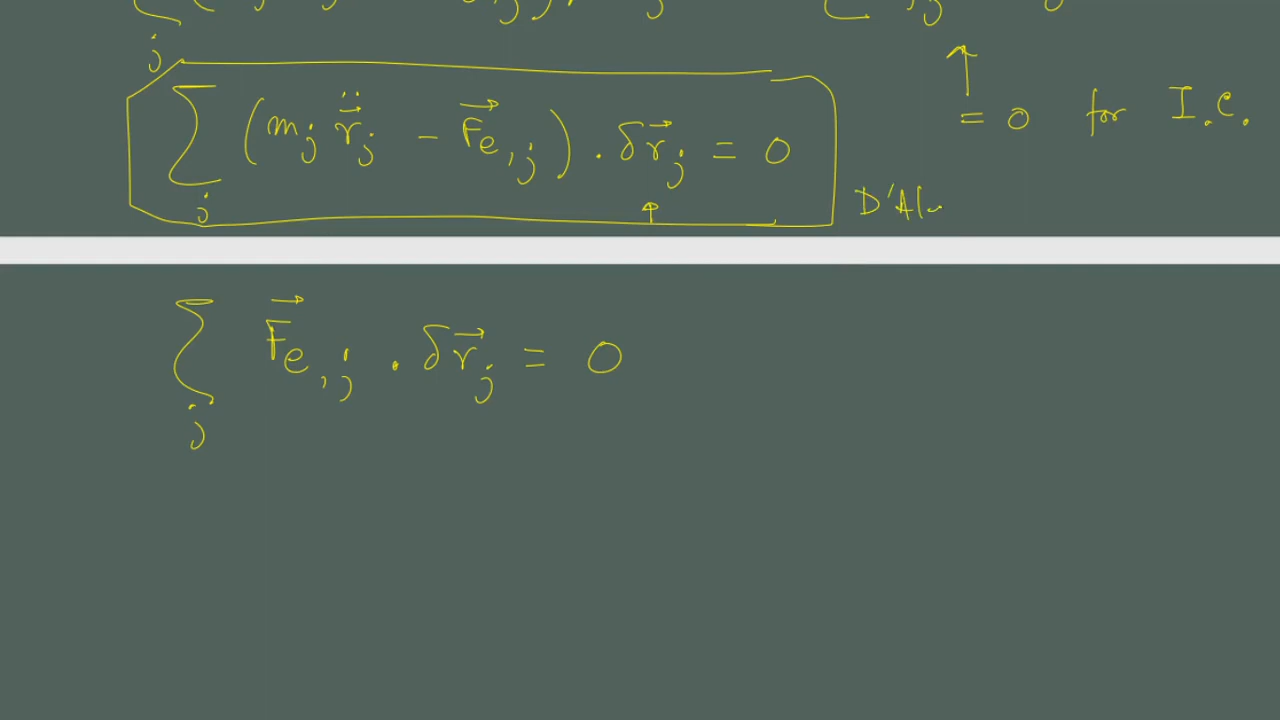 j
∑ (m_j r̈⃗_j − F⃗_{e,j}) . δr⃗_j = 0
j
= 0 for I.C.
D'Al
∑ F⃗_{e,j} . δr⃗_j = 0
j